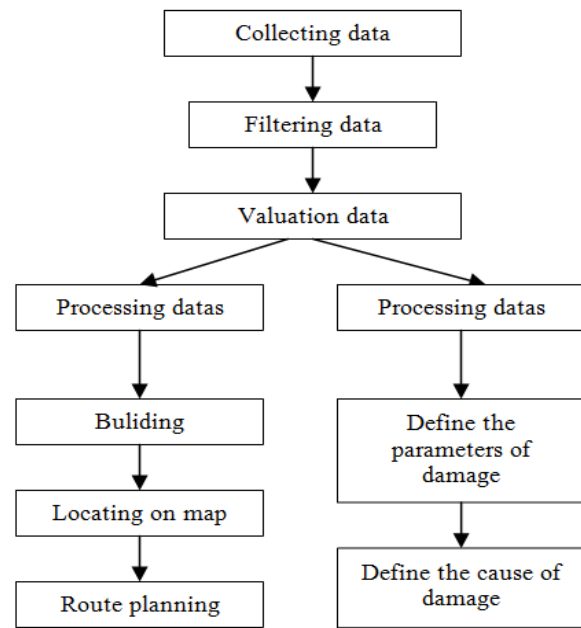 Collecting data
Filtering data
Valuation data
Processing datas
Processing datas
Buliding
Define the
parameters of
damage
Locating on map
Define the cause of
damage
Route planning